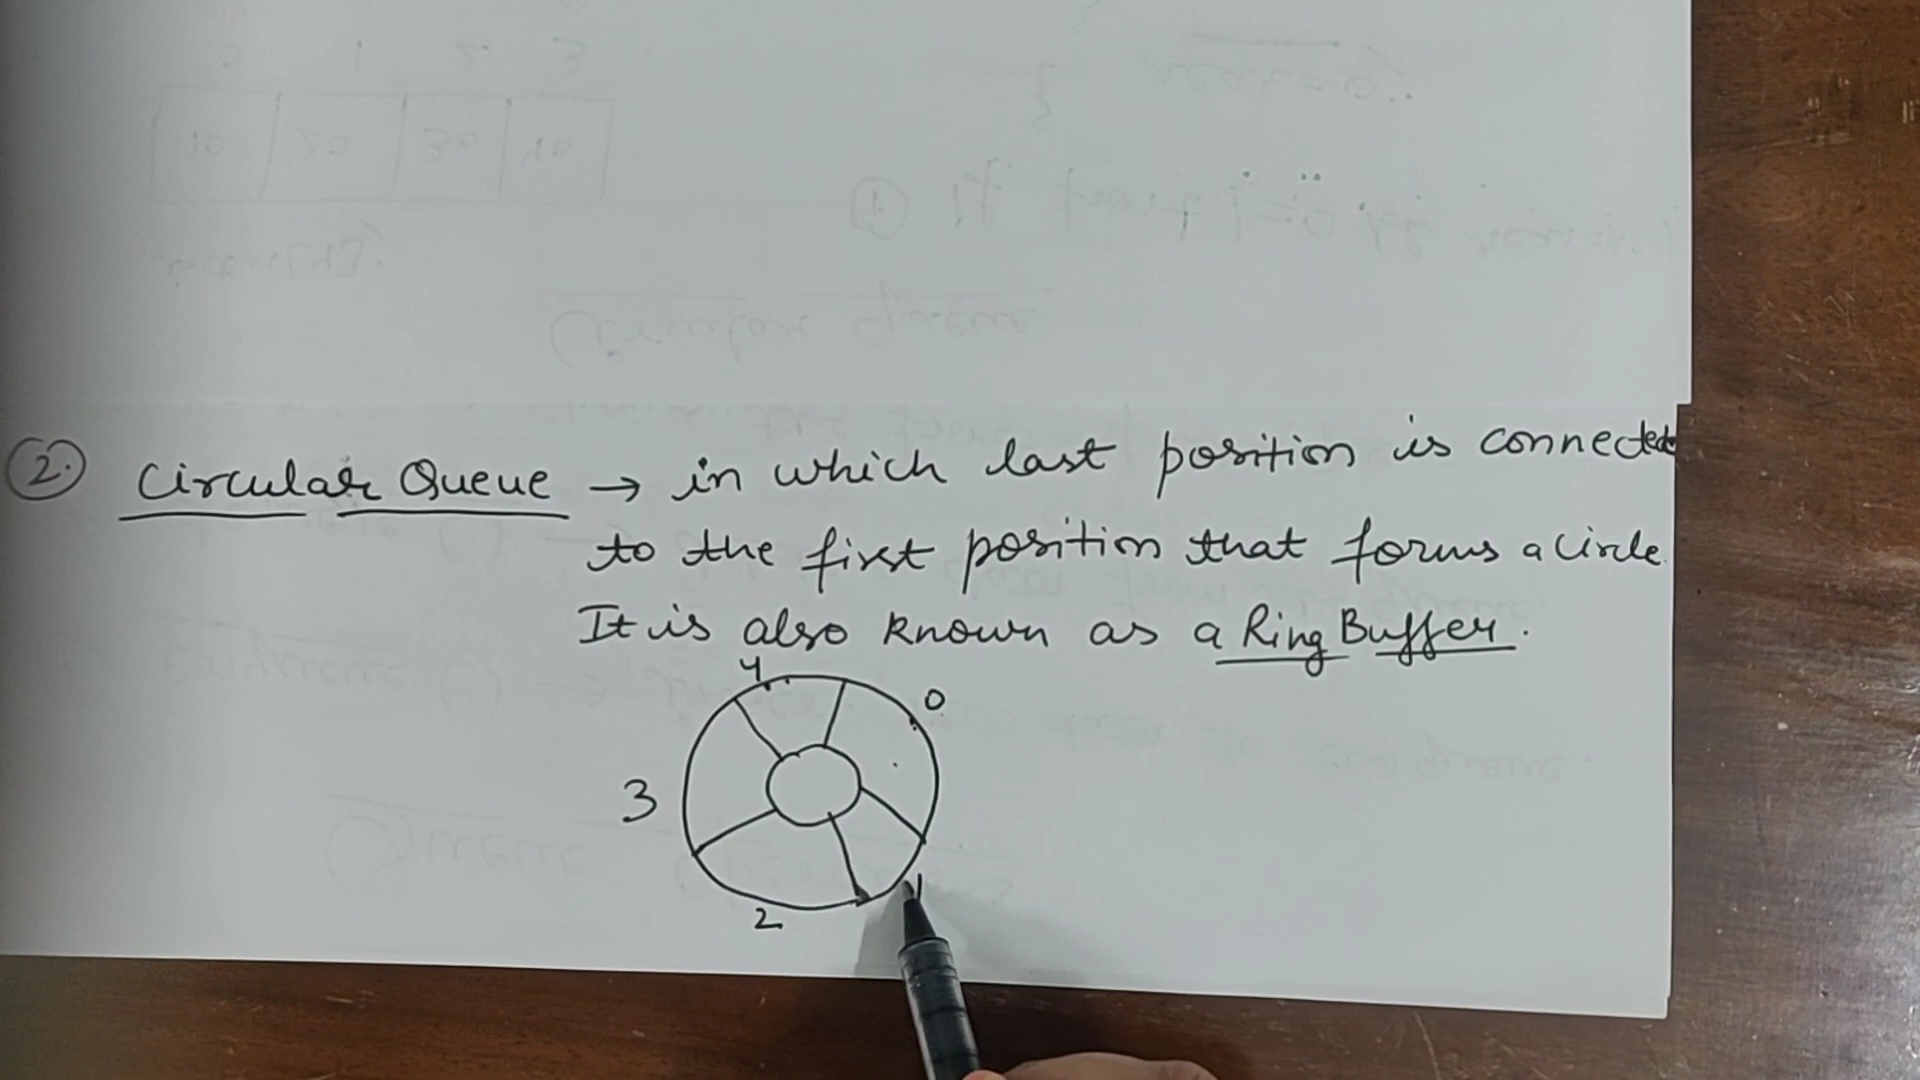 2. Circular Queue → in which last position is connected
to the first position that forms a circle
It is also known as a Ring Buffer.
4
0
3
1
2